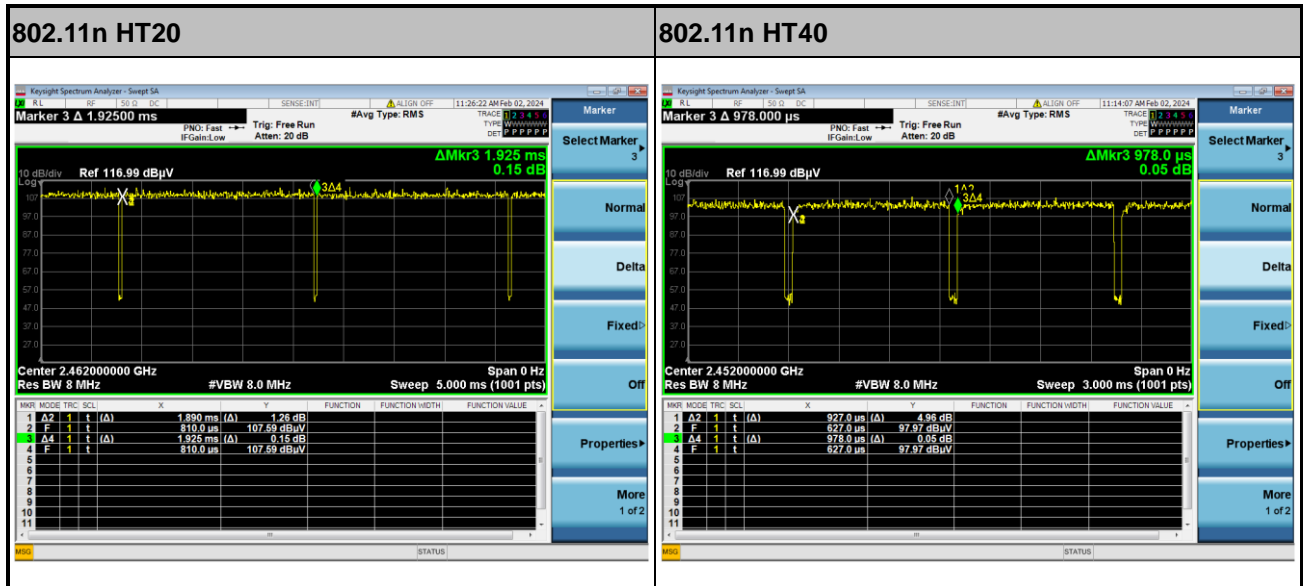 802.11n HT20
Keysight Spectrum Analyzer - Swept SA
RL RF 50 Ω DC SENSE:INT ALIGN OFF 11:26:22 AM Feb 02, 2024
Marker 3 Δ 1.92500 ms
PNO: Fast
IFGain:Low
Trig: Free Run
Atten: 20 dB
#Avg Type: RMS
TRACE 1 2 3 4 5 6
TYPE WWWWWW
DET P P P P P P
ΔMkr3 1.925 ms
0.15 dB
10 dB/div Ref 116.99 dBµV
Log
107
97.0
87.0
77.0
67.0
57.0
47.0
37.0
27.0
3Δ4
Center 2.462000000 GHz Span 0 Hz
Res BW 8 MHz #VBW 8.0 MHz Sweep 5.000 ms (1001 pts)
MKR MODE TRC SCL X Y FUNCTION FUNCTION WIDTH FUNCTION VALUE
1 Δ2 1 t (Δ) 1.890 ms (Δ) 1.26 dB
2 F 1 t 810.0 µs 107.59 dBµV
3 Δ4 1 t (Δ) 1.925 ms (Δ) 0.15 dB
4 F 1 t 810.0 µs 107.59 dBµV
5
6
7
8
9
10
11
MSG STATUS
Marker
Select Marker
3
Normal
Delta
Fixed
Off
Properties
More
1 of 2
802.11n HT40
Keysight Spectrum Analyzer - Swept SA
RL RF 50 Ω DC SENSE:INT ALIGN OFF 11:14:07 AM Feb 02, 2024
Marker 3 Δ 978.000 µs
PNO: Fast
IFGain:Low
Trig: Free Run
Atten: 20 dB
#Avg Type: RMS
TRACE 1 2 3 4 5 6
TYPE WWWWWW
DET P P P P P P
ΔMkr3 978.0 µs
0.05 dB
10 dB/div Ref 116.99 dBµV
Log
107
97.0
87.0
77.0
67.0
57.0
47.0
37.0
27.0
1Δ2
3Δ4
Center 2.452000000 GHz Span 0 Hz
Res BW 8 MHz #VBW 8.0 MHz Sweep 3.000 ms (1001 pts)
MKR MODE TRC SCL X Y FUNCTION FUNCTION WIDTH FUNCTION VALUE
1 Δ2 1 t (Δ) 927.0 µs (Δ) 4.96 dB
2 F 1 t 627.0 µs 97.97 dBµV
3 Δ4 1 t (Δ) 978.0 µs (Δ) 0.05 dB
4 F 1 t 627.0 µs 97.97 dBµV
5
6
7
8
9
10
11
MSG STATUS
Marker
Select Marker
3
Normal
Delta
Fixed
Off
Properties
More
1 of 2